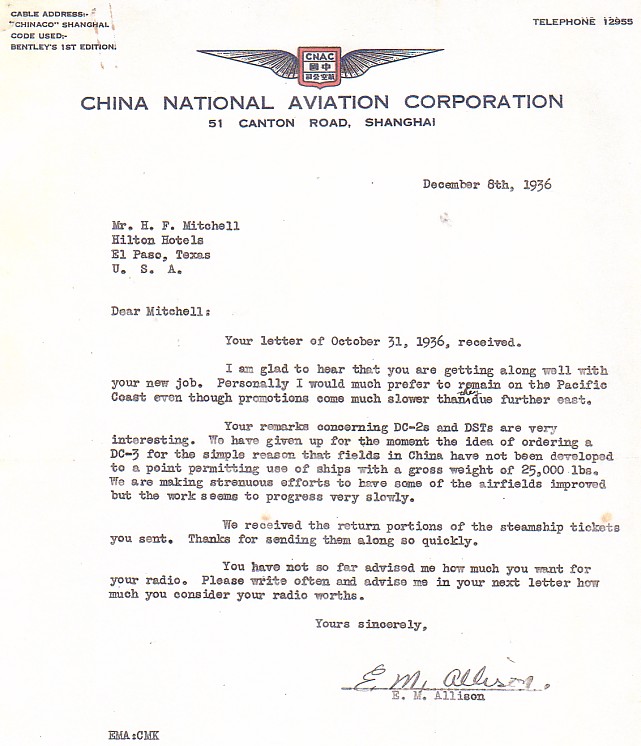 CABLE ADDRESS:-
"CHINACO" SHANGHAI
CODE USED:-
BENTLEY'S 1ST EDITION.
TELEPHONE 12955
CNAC
國中
司公空航
CHINA NATIONAL AVIATION CORPORATION
51 CANTON ROAD, SHANGHAI
December 8th, 1936
Mr. H. F. Mitchell
Hilton Hotels
El Paso, Texas
U. S. A.
Dear Mitchell:
Your letter of October 31, 1936, received.
I am glad to hear that you are getting along well with
your new job. Personally I would much prefer to remain on the Pacific
they
Coast even though promotions come much slower than due further east.
Your remarks concerning DC-2s and DSTs are very
interesting. We have given up for the moment the idea of ordering a
DC-3 for the simple reason that fields in China have not been developed
to a point permitting use of ships with a gross weight of 25,000 lbs.
We are making strenuous efforts to have some of the airfields improved
but the work seems to progress very slowly.
We received the return portions of the steamship tickets
you sent. Thanks for sending them along so quickly.
You have not so far advised me how much you want for
your radio. Please write often and advise me in your next letter how
much you consider your radio worths.
Yours sincerely,
E. M. Allison.
E. M. Allison
EMA:CMK